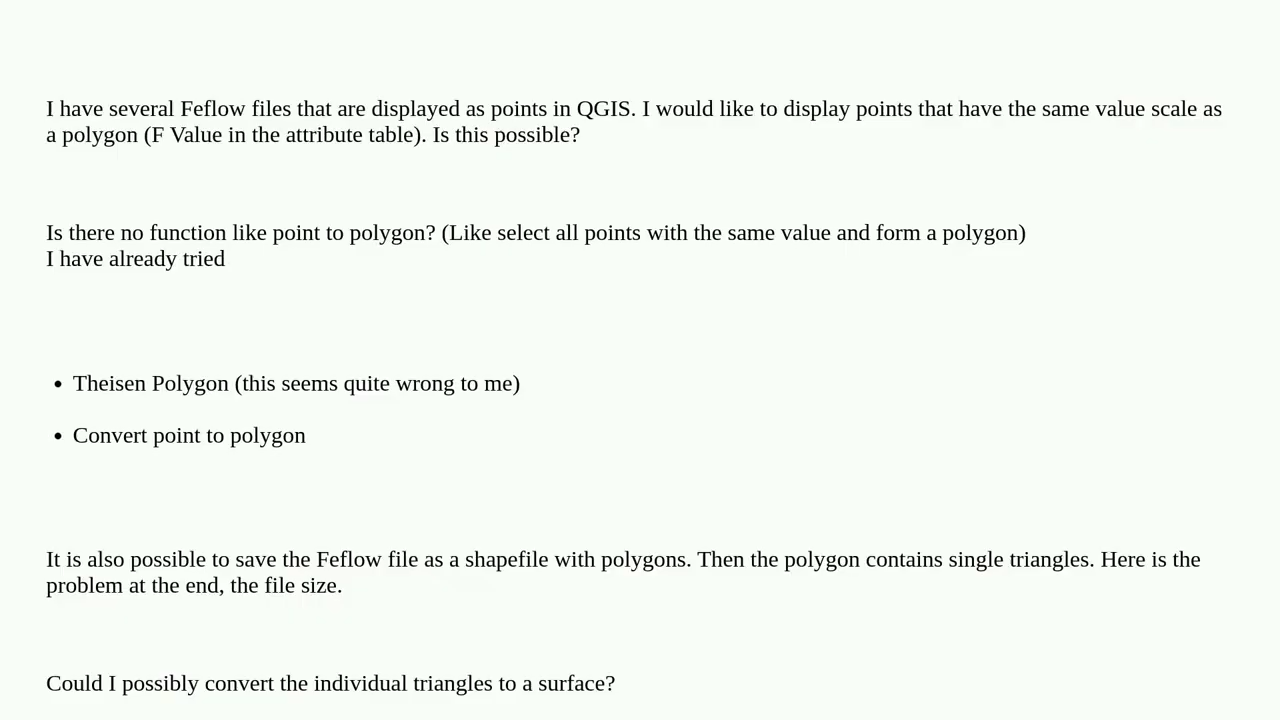 I have several Feflow files that are displayed as points in QGIS. I would like to display points that have the same value scale as
a polygon (F Value in the attribute table). Is this possible?
Is there no function like point to polygon? (Like select all points with the same value and form a polygon)
I have already tried
• Theisen Polygon (this seems quite wrong to me)
• Convert point to polygon
It is also possible to save the Feflow file as a shapefile with polygons. Then the polygon contains single triangles. Here is the
problem at the end, the file size.
Could I possibly convert the individual triangles to a surface?